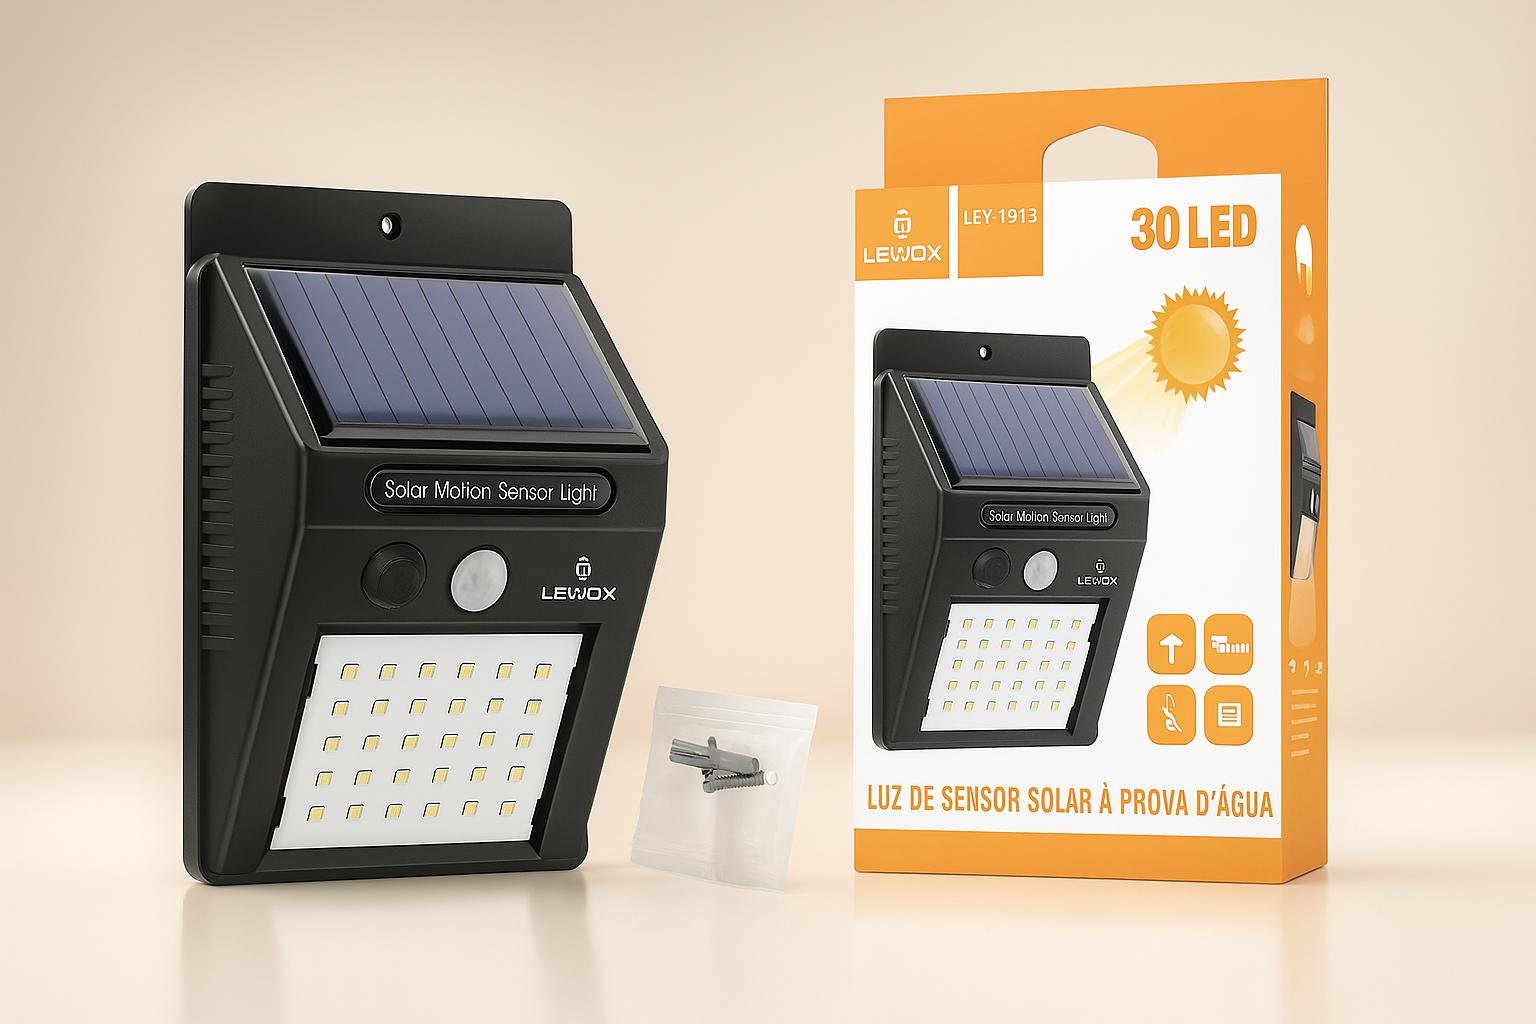 Solar Motion Sensor Light
LEWOX
LEWOX
LEY-1913
30 LED
Solar Motion Sensor Light
LEWOX
LUZ DE SENSOR SOLAR À PROVA D'ÁGUA